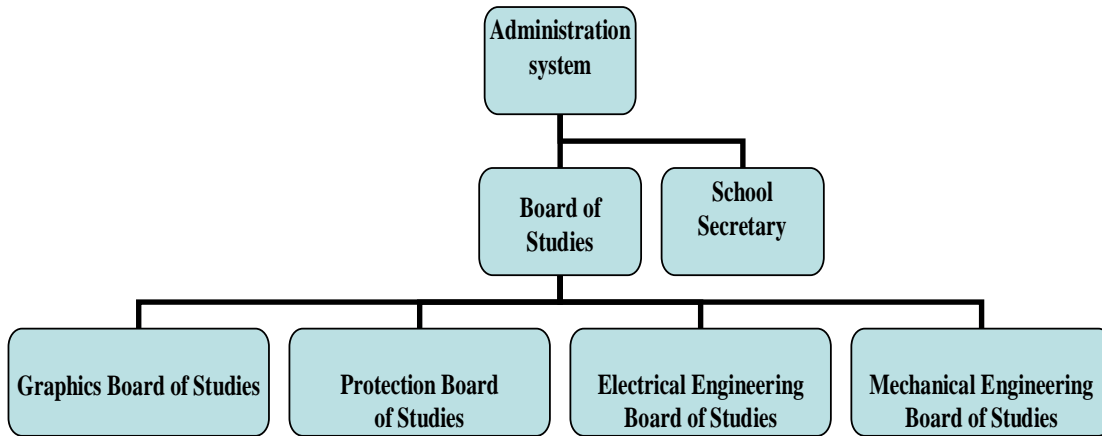 Administration
system
Board of
Studies
School
Secretary
Graphics Board of Studies
Protection Board
of Studies
Electrical Engineering
Board of Studies
Mechanical Engineering
Board of Studies